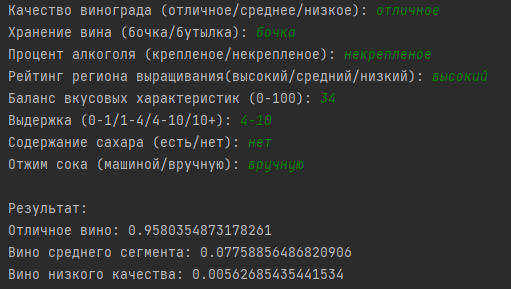 Качество винограда (отличное/среднее/низкое): отличное
Хранение вина (бочка/бутылка): бочка
Процент алкоголя (крепленое/некрепленое): некрепленое
Рейтинг региона выращивания(высокий/средний/низкий): высокий
Баланс вкусовых характеристик (0-100): 34
Выдержка (0-1/1-4/4-10/10+): 4-10
Содержание сахара (есть/нет): нет
Отжим сока (машиной/вручную): вручную
Результат:
Отличное вино: 0.9580354873178261
Вино среднего сегмента: 0.07758856486820906
Вино низкого качества: 0.00562685435441534